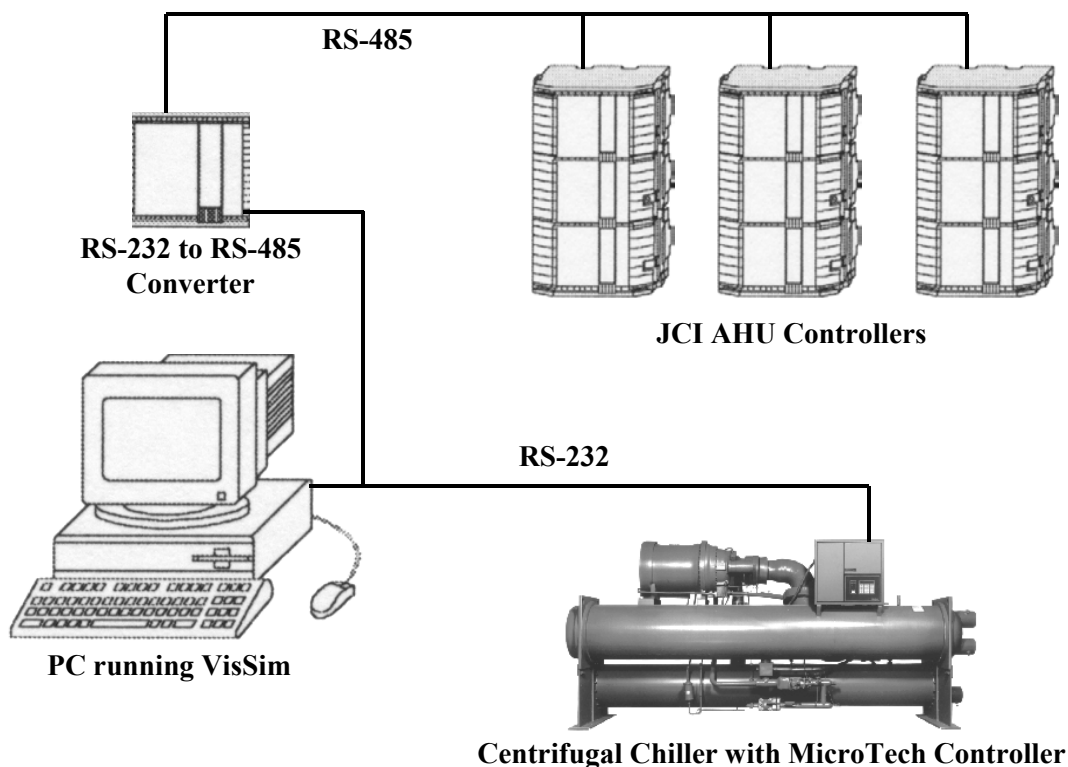 RS-485
RS-232 to RS-485
Converter
JCI AHU Controllers
RS-232
PC running VisSim
Centrifugal Chiller with MicroTech Controller